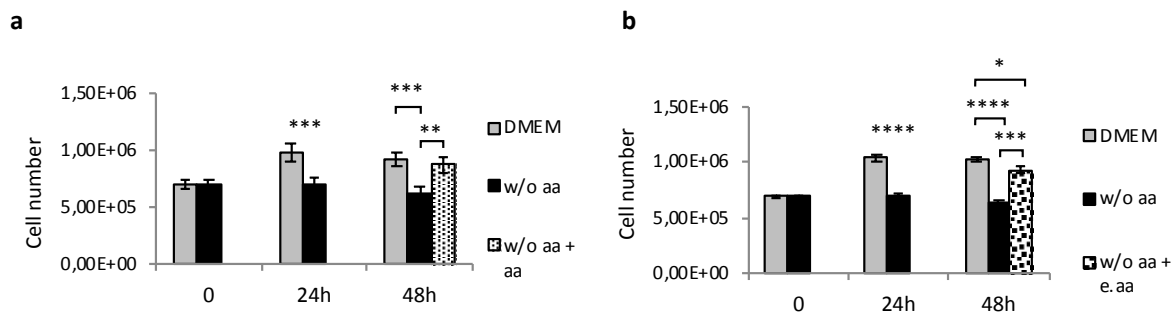 a
Cell number
1,50E+06
1,00E+06
5,00E+05
0,00E+00
0
24h
48h
***
***
**
DMEM
w/o aa
w/o aa +
aa
b
Cell number
1,50E+06
1,00E+06
5,00E+05
0,00E+00
0
24h
48h
****
*
****
***
DMEM
w/o aa
w/o aa +
e.aa